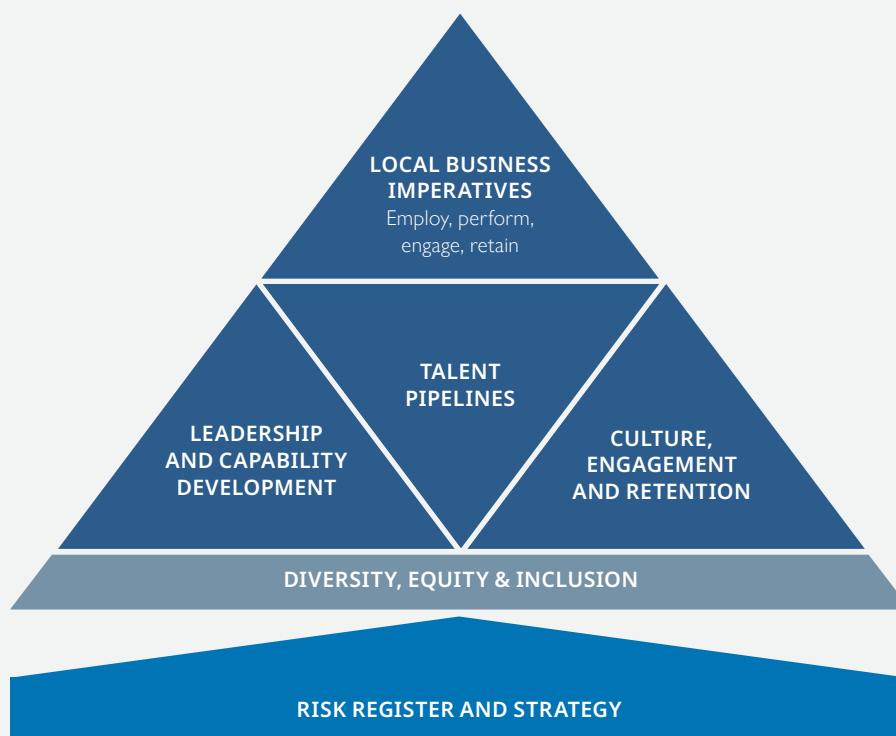 LOCAL BUSINESS
IMPERATIVES
Employ, perform,
engage, retain
TALENT
PIPELINES
LEADERSHIP
AND CAPABILITY
DEVELOPMENT
CULTURE,
ENGAGEMENT
AND RETENTION
DIVERSITY, EQUITY & INCLUSION
RISK REGISTER AND STRATEGY